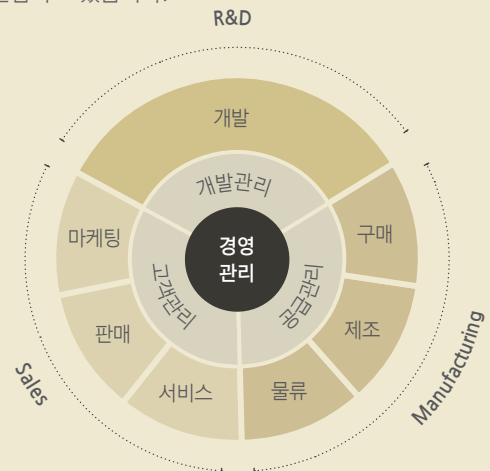 R&D
개발
개발관리
마케팅
경영
관리
구매
고객관리
공급관리
판매
제조
서비스
물류
Sales
Manufacturing